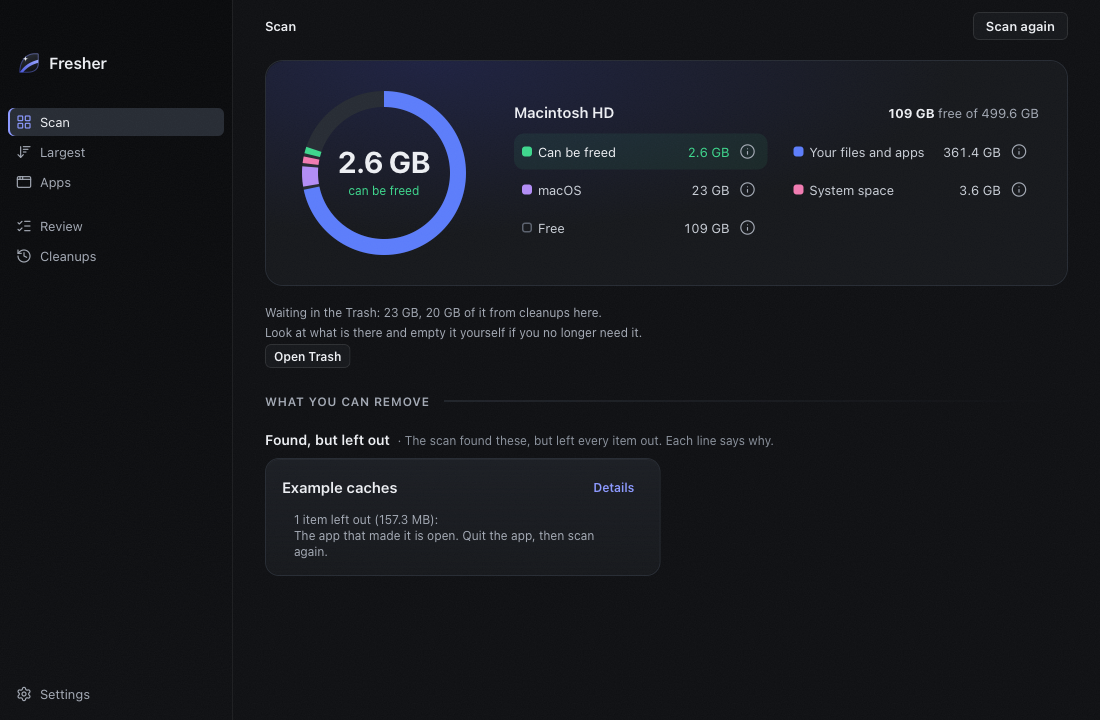 Fresher
Scan
Largest
Apps
Review
Cleanups
Settings
Scan
Scan again
2.6 GB
can be freed
Macintosh HD
109 GB free of 499.6 GB
Can be freed 2.6 GB
Your files and apps 361.4 GB
macOS 23 GB
System space 3.6 GB
Free 109 GB
Waiting in the Trash: 23 GB, 20 GB of it from cleanups here.
Look at what is there and empty it yourself if you no longer need it.
Open Trash
WHAT YOU CAN REMOVE
Found, but left out · The scan found these, but left every item out. Each line says why.
Example caches
Details
1 item left out (157.3 MB):
The app that made it is open. Quit the app, then scan
again.